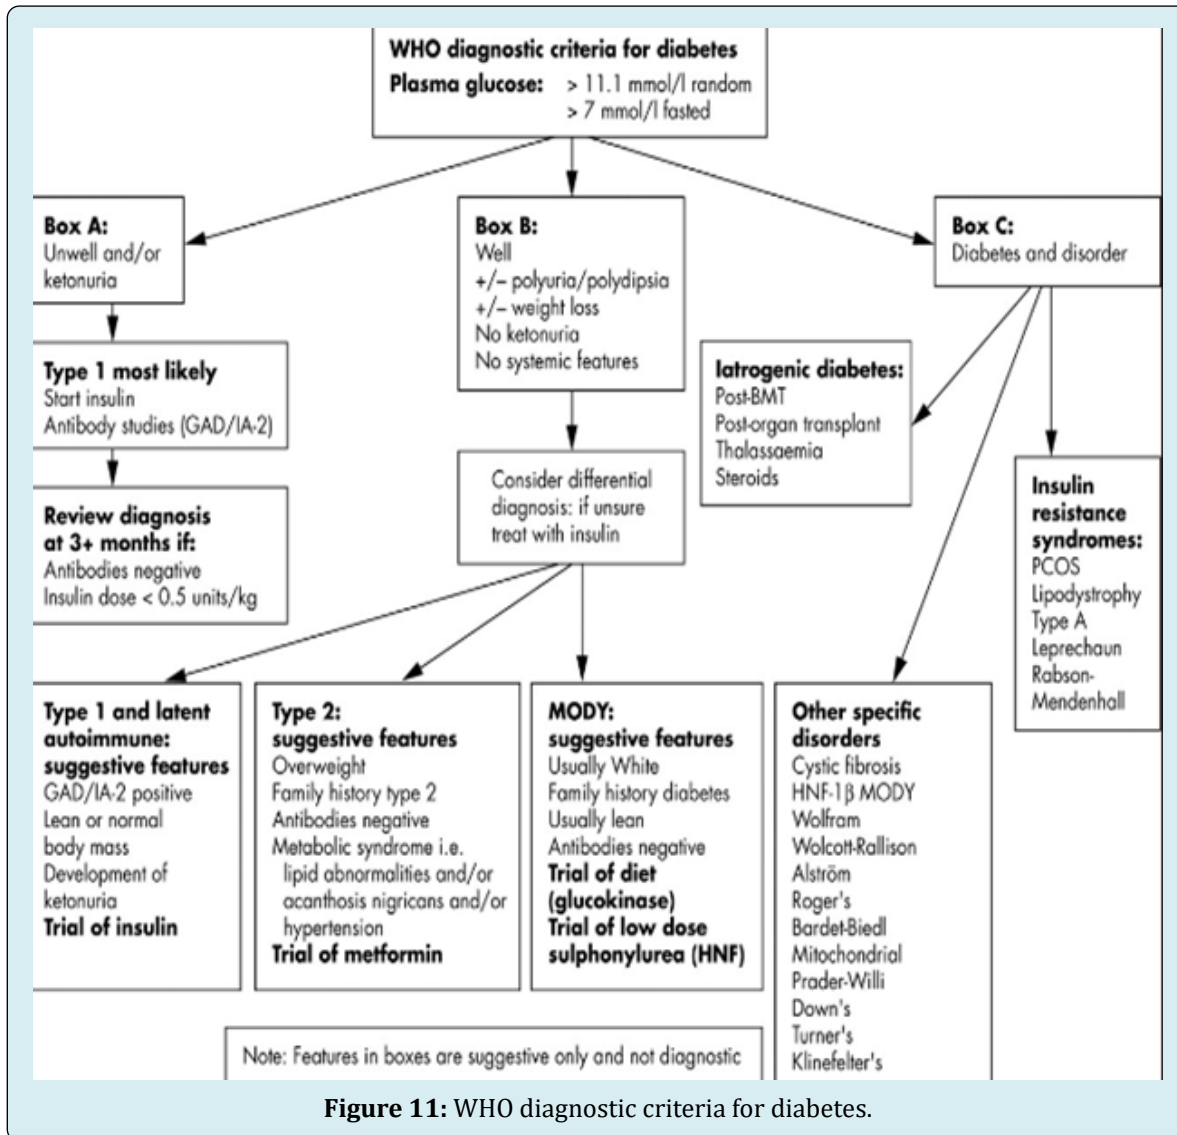 WHO diagnostic criteria for diabetes
Plasma glucose: > 11.1 mmol/l random
> 7 mmol/l fasted
Box A:
Unwell and/or
ketonuria
Type 1 most likely
Start insulin
Antibody studies (GAD/IA-2)
Review diagnosis
at 3+ months if:
Antibodies negative
Insulin dose < 0.5 units/kg
Box B:
Well
+/− polyuria/polydipsia
+/− weight loss
No ketonuria
No systemic features
Consider differential
diagnosis: if unsure
treat with insulin
Type 1 and latent
autoimmune:
suggestive features
GAD/IA-2 positive
Lean or normal
body mass
Development of
ketonuria
Trial of insulin
Type 2:
suggestive features
Overweight
Family history type 2
Antibodies negative
Metabolic syndrome i.e.
lipid abnormalities and/or
acanthosis nigricans and/or
hypertension
Trial of metformin
MODY:
suggestive features
Usually White
Family history diabetes
Usually lean
Antibodies negative
Trial of diet
(glucokinase)
Trial of low dose
sulphonylurea (HNF)
Box C:
Diabetes and disorder
Iatrogenic diabetes:
Post-BMT
Post-organ transplant
Thalassaemia
Steroids
Other specific
disorders
Cystic fibrosis
HNF-1β MODY
Wolfram
Wolcott-Rallison
Alström
Roger's
Bardet-Biedl
Mitochondrial
Prader-Willi
Down's
Turner's
Klinefelter's
Insulin
resistance
syndromes:
PCOS
Lipodystrophy
Type A
Leprechaun
Rabson-
Mendenhall
Note: Features in boxes are suggestive only and not diagnostic
Figure 11: WHO diagnostic criteria for diabetes.